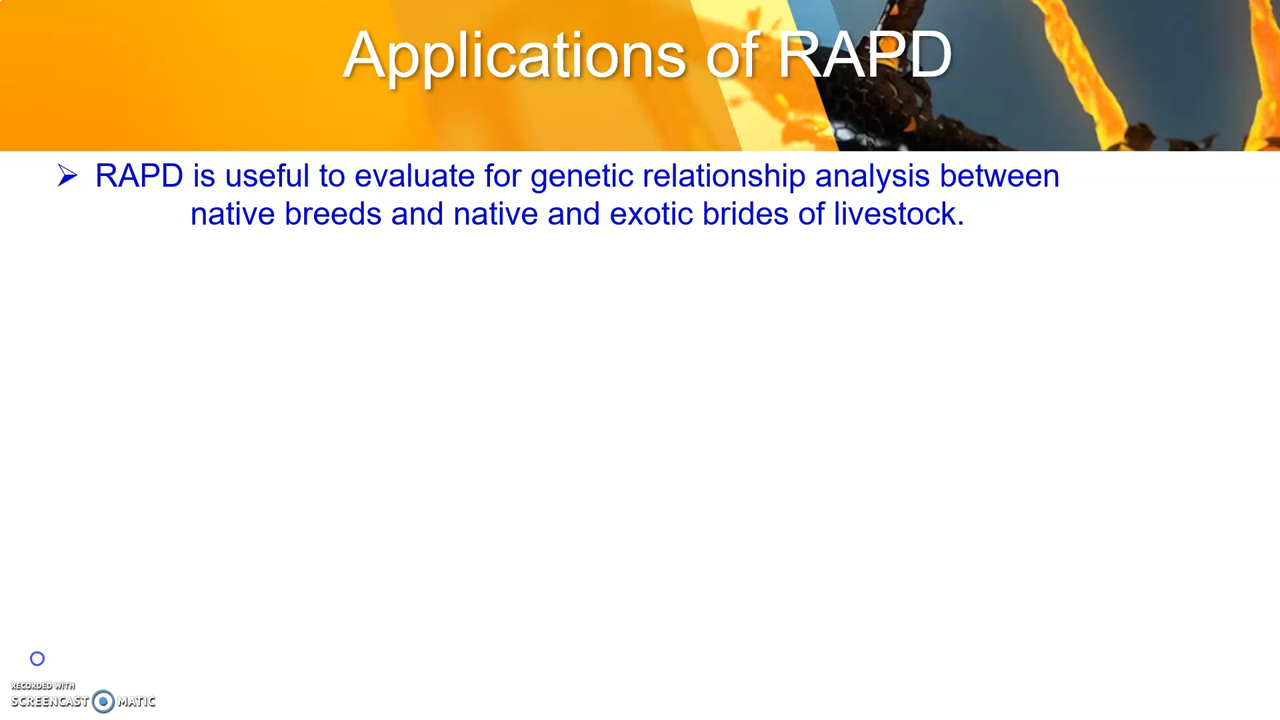 Applications of RAPD
➢ RAPD is useful to evaluate for genetic relationship analysis between
native breeds and native and exotic brides of livestock.
RECORDED WITH
SCREENCAST MATIC